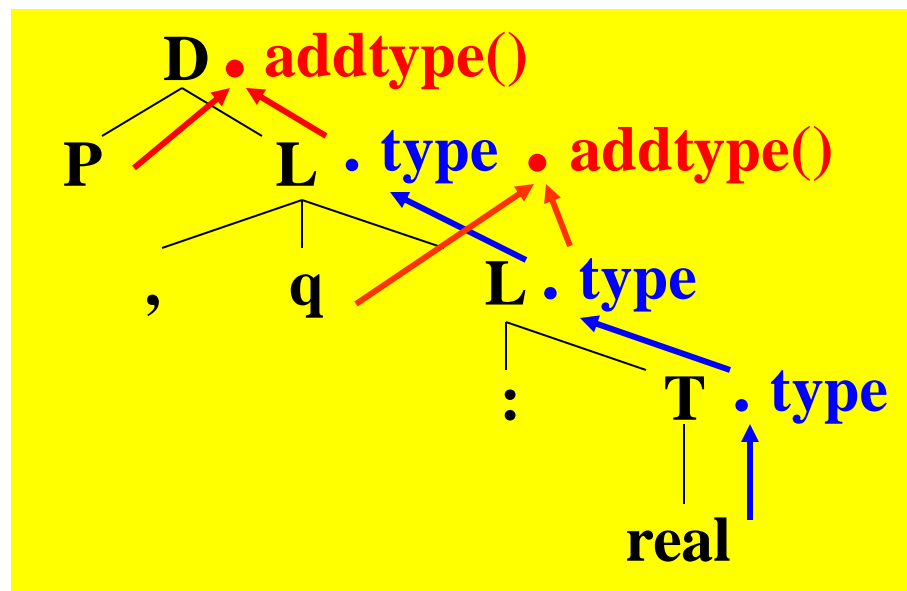 D . addtype()
P L . type . addtype()
, q L . type
: T . type
real